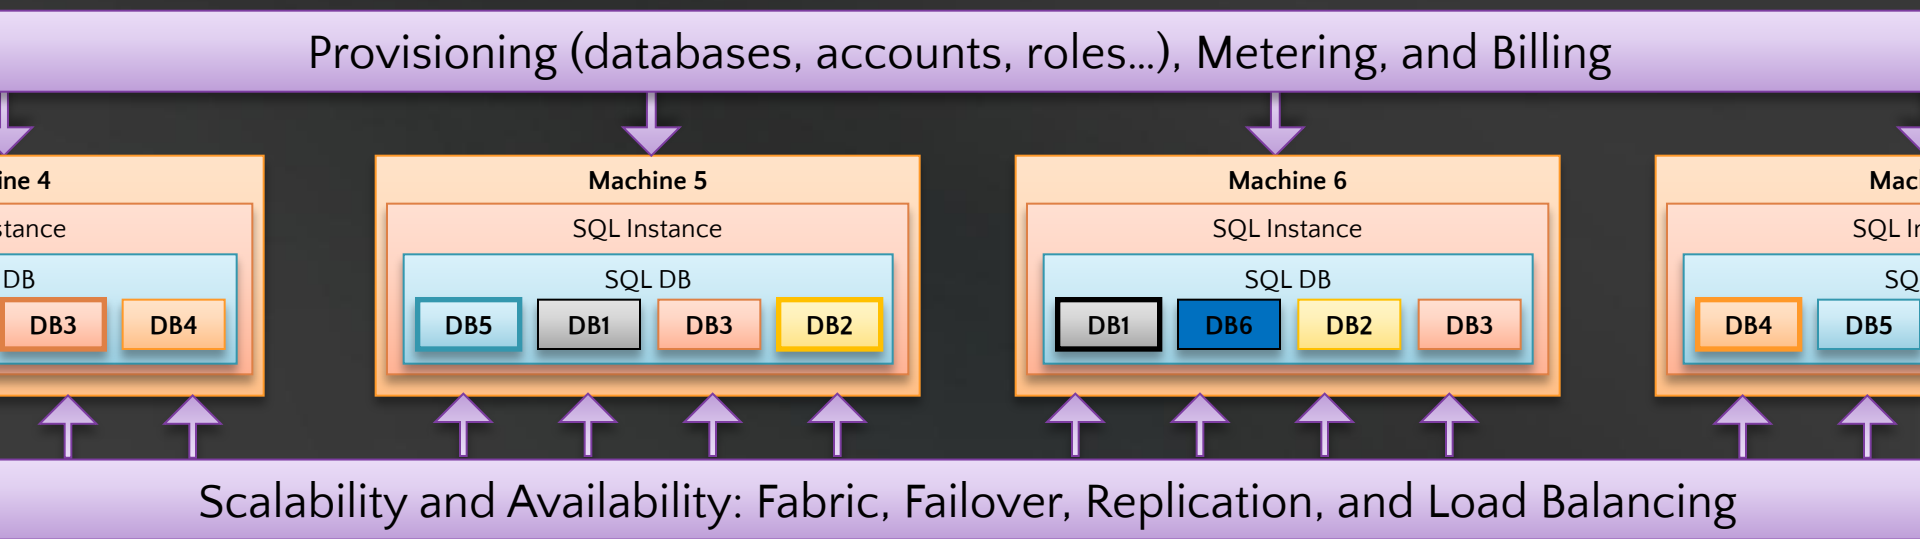 Provisioning (databases, accounts, roles...), Metering, and Billing
ine 4
Machine 5
Machine 6
Mac
stance
SQL Instance
SQL Instance
SQL In
DB
SQL DB
SQL DB
SQ
DB3 DB4
DB5 DB1 DB3 DB2
DB1 DB6 DB2 DB3
DB4 DB5
Scalability and Availability: Fabric, Failover, Replication, and Load Balancing